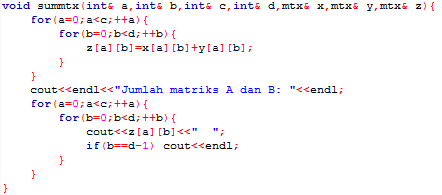 void summtx(int& a,int& b,int& c,int& d,mtx& x,mtx& y,mtx& z){
    for(a=0;a<c;++a){
        for(b=0;b<d;++b){
            z[a][b]=x[a][b]+y[a][b];
        }
    }
    cout<<endl<<"Jumlah matriks A dan B: "<<endl;
    for(a=0;a<c;++a){
        for(b=0;b<d;++b){
            cout<<z[a][b]<<"  ";
            if(b==d-1) cout<<endl;
        }
    }
}